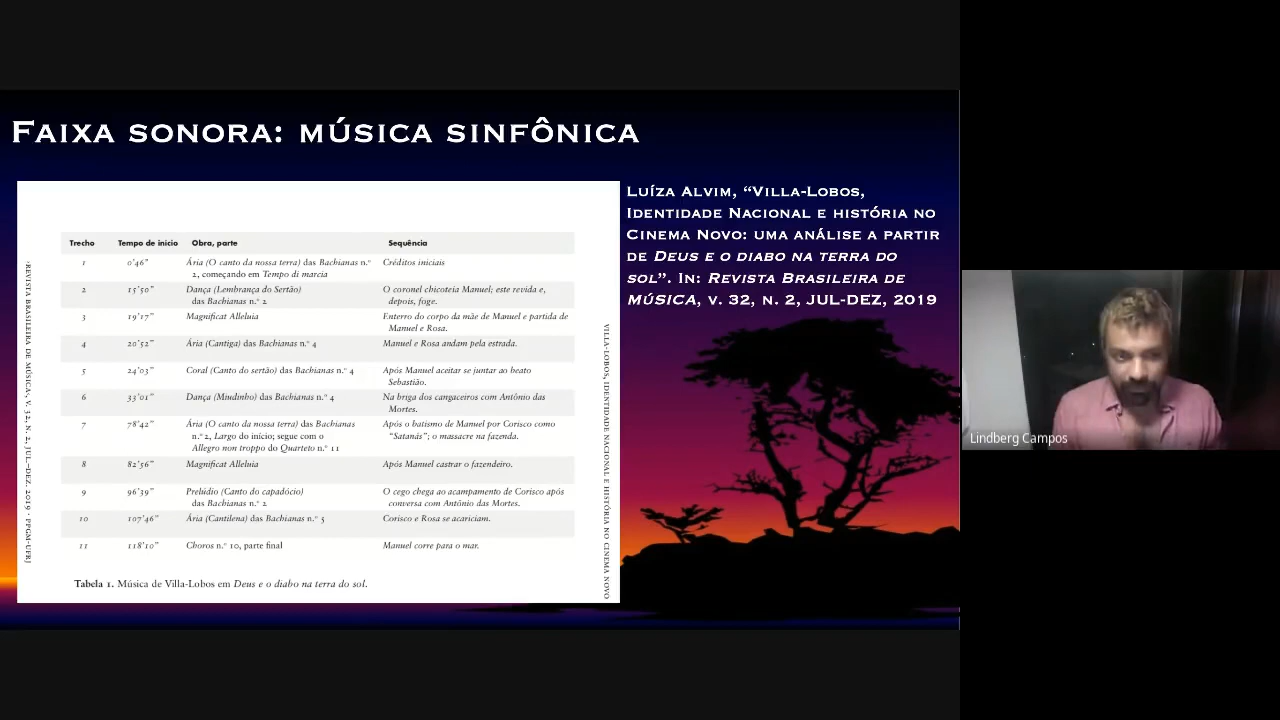 FAIXA SONORA: MÚSICA SINFÔNICA
LUÍZA ALVIM, “VILLA-LOBOS,
IDENTIDADE NACIONAL E HISTÓRIA NO
CINEMA NOVO: UMA ANÁLISE A PARTIR
DE DEUS E O DIABO NA TERRA DO
SOL”. IN: REVISTA BRASILEIRA DE
MÚSICA, V. 32, N. 2, JUL-DEZ, 2019
Trecho Tempo de início Obra, parte Sequência
1 0’46” Ária (O canto da nossa terra) das Bachianas n.º Créditos iniciais
2, começando em Tempo di marcia
2 15’50” Dança (Lembrança do Sertão) O coronel chicoteia Manuel; este revida e,
das Bachianas n.º 2 depois, foge.
3 19’17” Magnificat Alleluia Enterro do corpo da mãe de Manuel e partida de
Manuel e Rosa.
4 20’52” Ária (Cantiga) das Bachianas n.º 4 Manuel e Rosa andam pela estrada.
5 24’03” Coral (Canto do sertão) das Bachianas n.º 4 Após Manuel aceitar se juntar ao beato
Sebastião.
6 33’01” Dança (Miudinho) das Bachianas n.º 4 Na briga dos cangaceiros com Antônio das
Mortes.
7 78’42” Ária (O canto da nossa terra) das Bachianas Após o batismo de Manuel por Corisco como
n.º 2, Largo do início; segue com o “Satanás”; o massacre na fazenda.
Allegro non troppo do Quarteto n.º 11
8 82’56” Magnificat Alleluia Após Manuel castrar o fazendeiro.
9 96’39” Prelúdio (Canto do capadócio) O cego chega ao acampamento de Corisco após
das Bachianas n.º 2 conversa com Antônio das Mortes.
10 107’46” Ária (Cantilena) das Bachianas n.º 5 Corisco e Rosa se acariciam.
11 118’10” Choros n.º 10, parte final Manuel corre para o mar.
Tabela 1. Música de Villa-Lobos em Deus e o diabo na terra do sol.
REVISTA BRASILEIRA DE MÚSICA, V. 32, N. 2, JUL–DEZ. 2019 · PPGM-UFRJ
VILLA-LOBOS, IDENTIDADE NACIONAL E HISTÓRIA NO CINEMA NOVO
Lindberg Campos